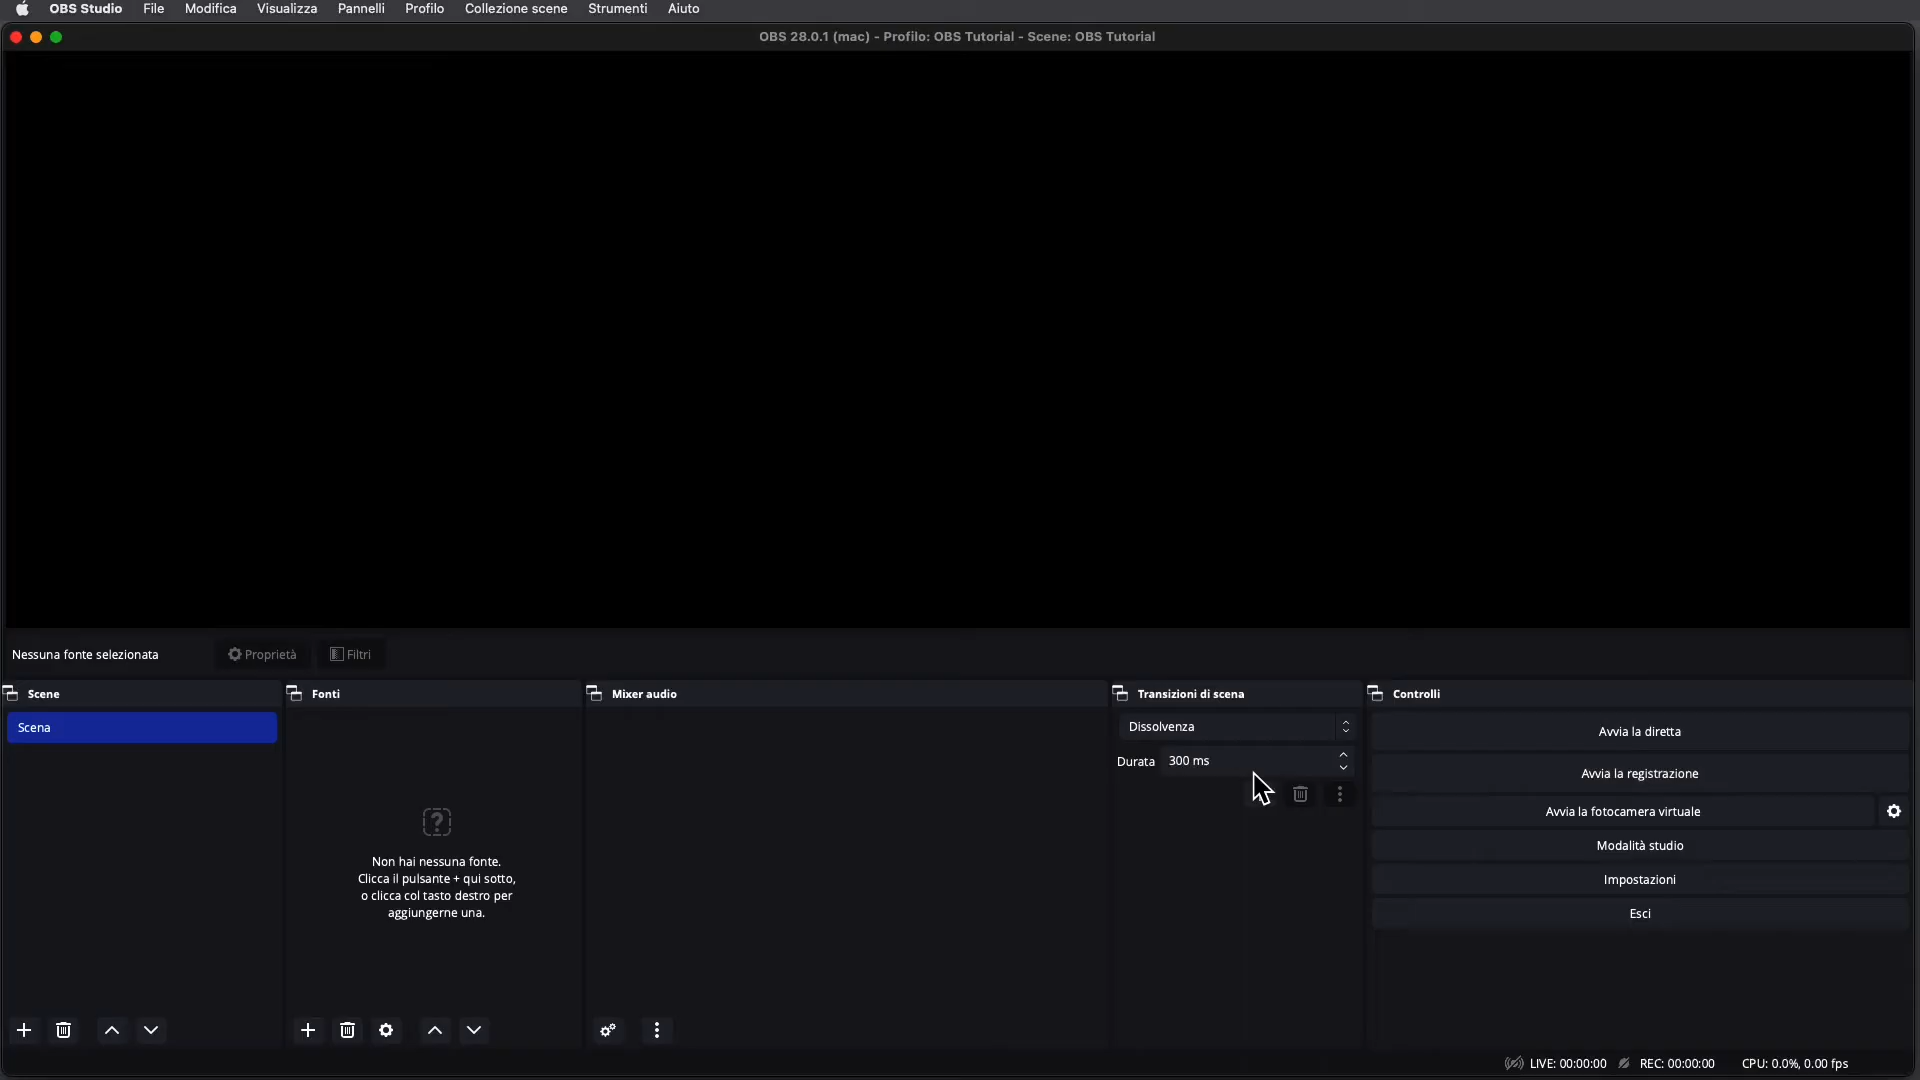 OBS Studio File Modifica Visualizza Pannelli Profilo Collezione scene Strumenti Aiuto
OBS 28.0.1 (mac) - Profilo: OBS Tutorial - Scene: OBS Tutorial
Nessuna fonte selezionata Proprietà Filtri
Scene
Scena
Fonti
Non hai nessuna fonte.
Clicca il pulsante + qui sotto,
o clicca col tasto destro per
aggiungerne una.
Mixer audio
Transizioni di scena
Dissolvenza
Durata 300 ms
Controlli
Avvia la diretta
Avvia la registrazione
Avvia la fotocamera virtuale
Modalità studio
Impostazioni
Esci
LIVE: 00:00:00 REC: 00:00:00 CPU: 0.0%, 0.00 fps